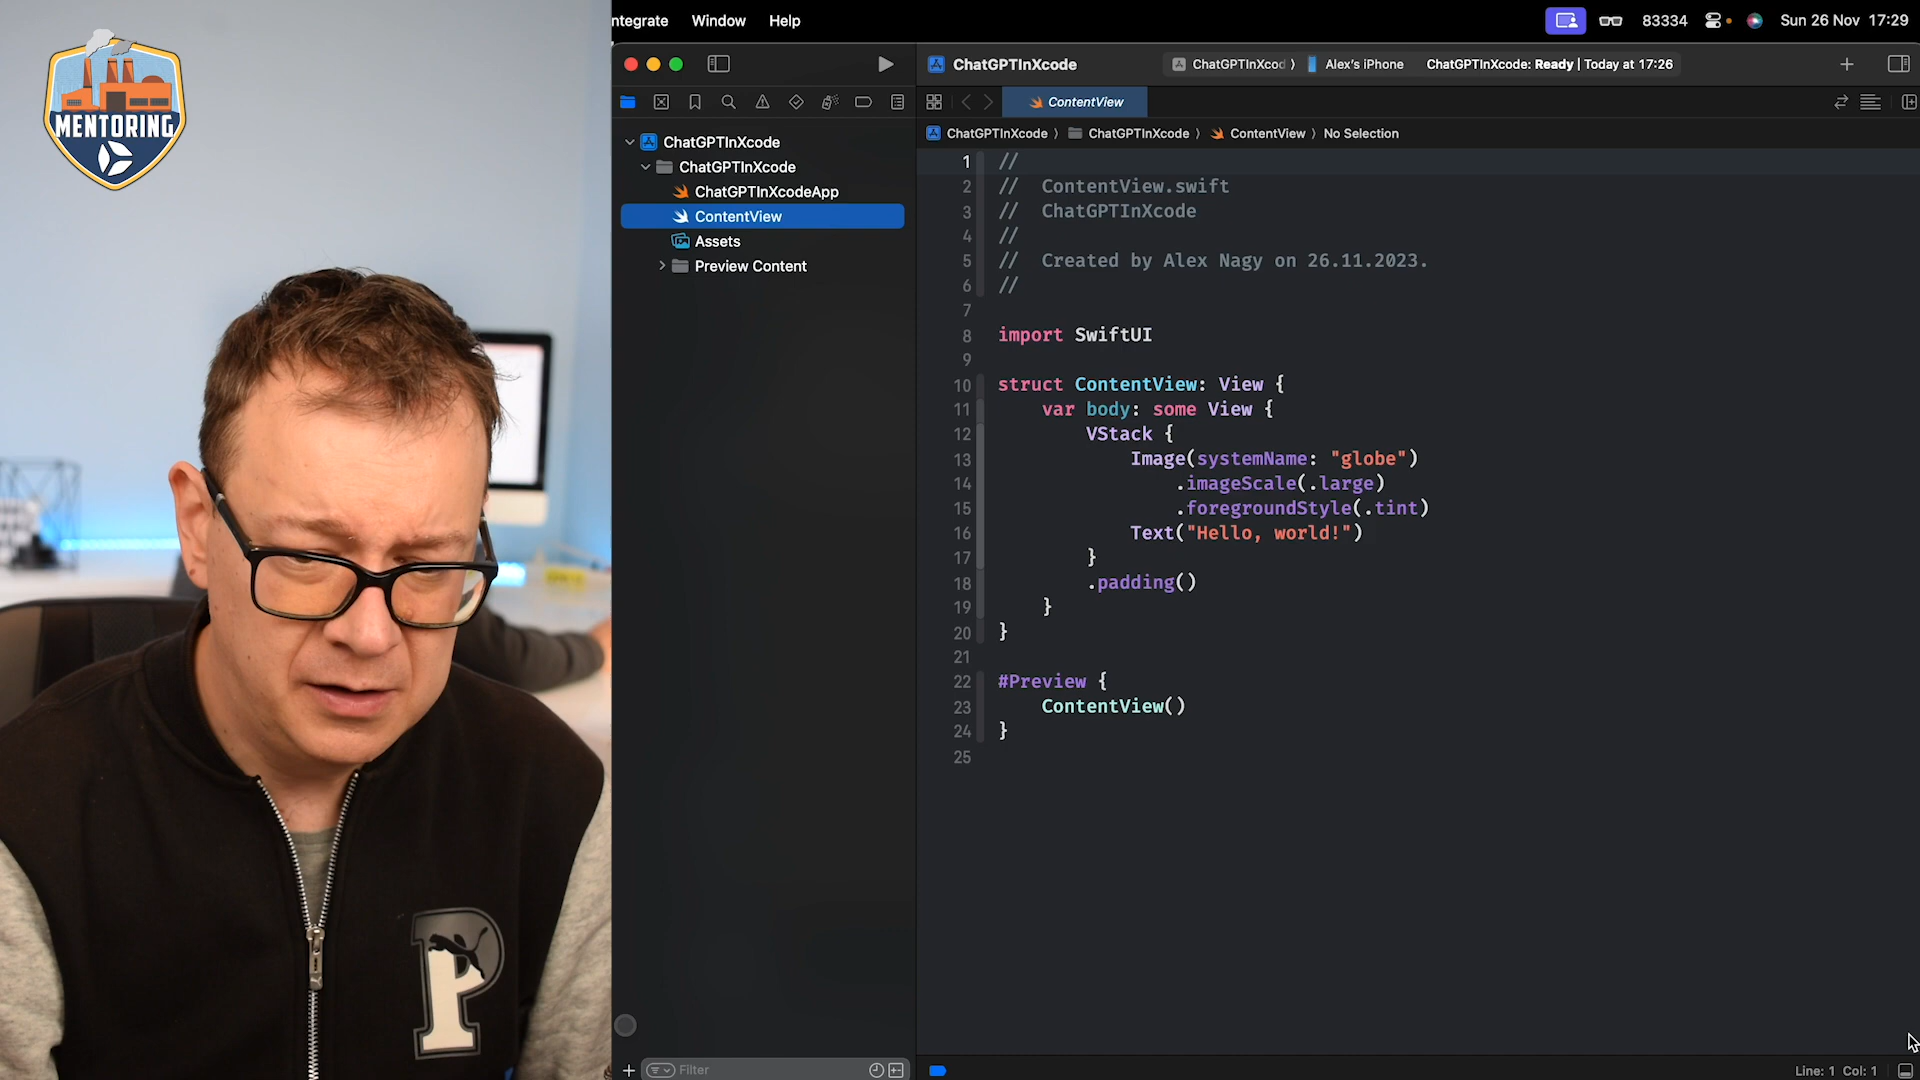 MENTORING
ntegrate Window Help
83334 Sun 26 Nov 17:29
ChatGPTInXcode
ChatGPTInXcod 〉 Alex's iPhone ChatGPTInXcode: Ready | Today at 17:26
ContentView
ChatGPTInXcode 〉 ChatGPTInXcode 〉 ContentView 〉 No Selection
ChatGPTInXcode
ChatGPTInXcode
ChatGPTInXcodeApp
ContentView
Assets
Preview Content
Filter
1 //
2 // ContentView.swift
3 // ChatGPTInXcode
4 //
5 // Created by Alex Nagy on 26.11.2023.
6 //
7
8 import SwiftUI
9
10 struct ContentView: View {
11 var body: some View {
12 VStack {
13 Image(systemName: "globe")
14 .imageScale(.large)
15 .foregroundStyle(.tint)
16 Text("Hello, world!")
17 }
18 .padding()
19 }
20 }
21
22 #Preview {
23 ContentView()
24 }
25
Line: 1 Col: 1
P